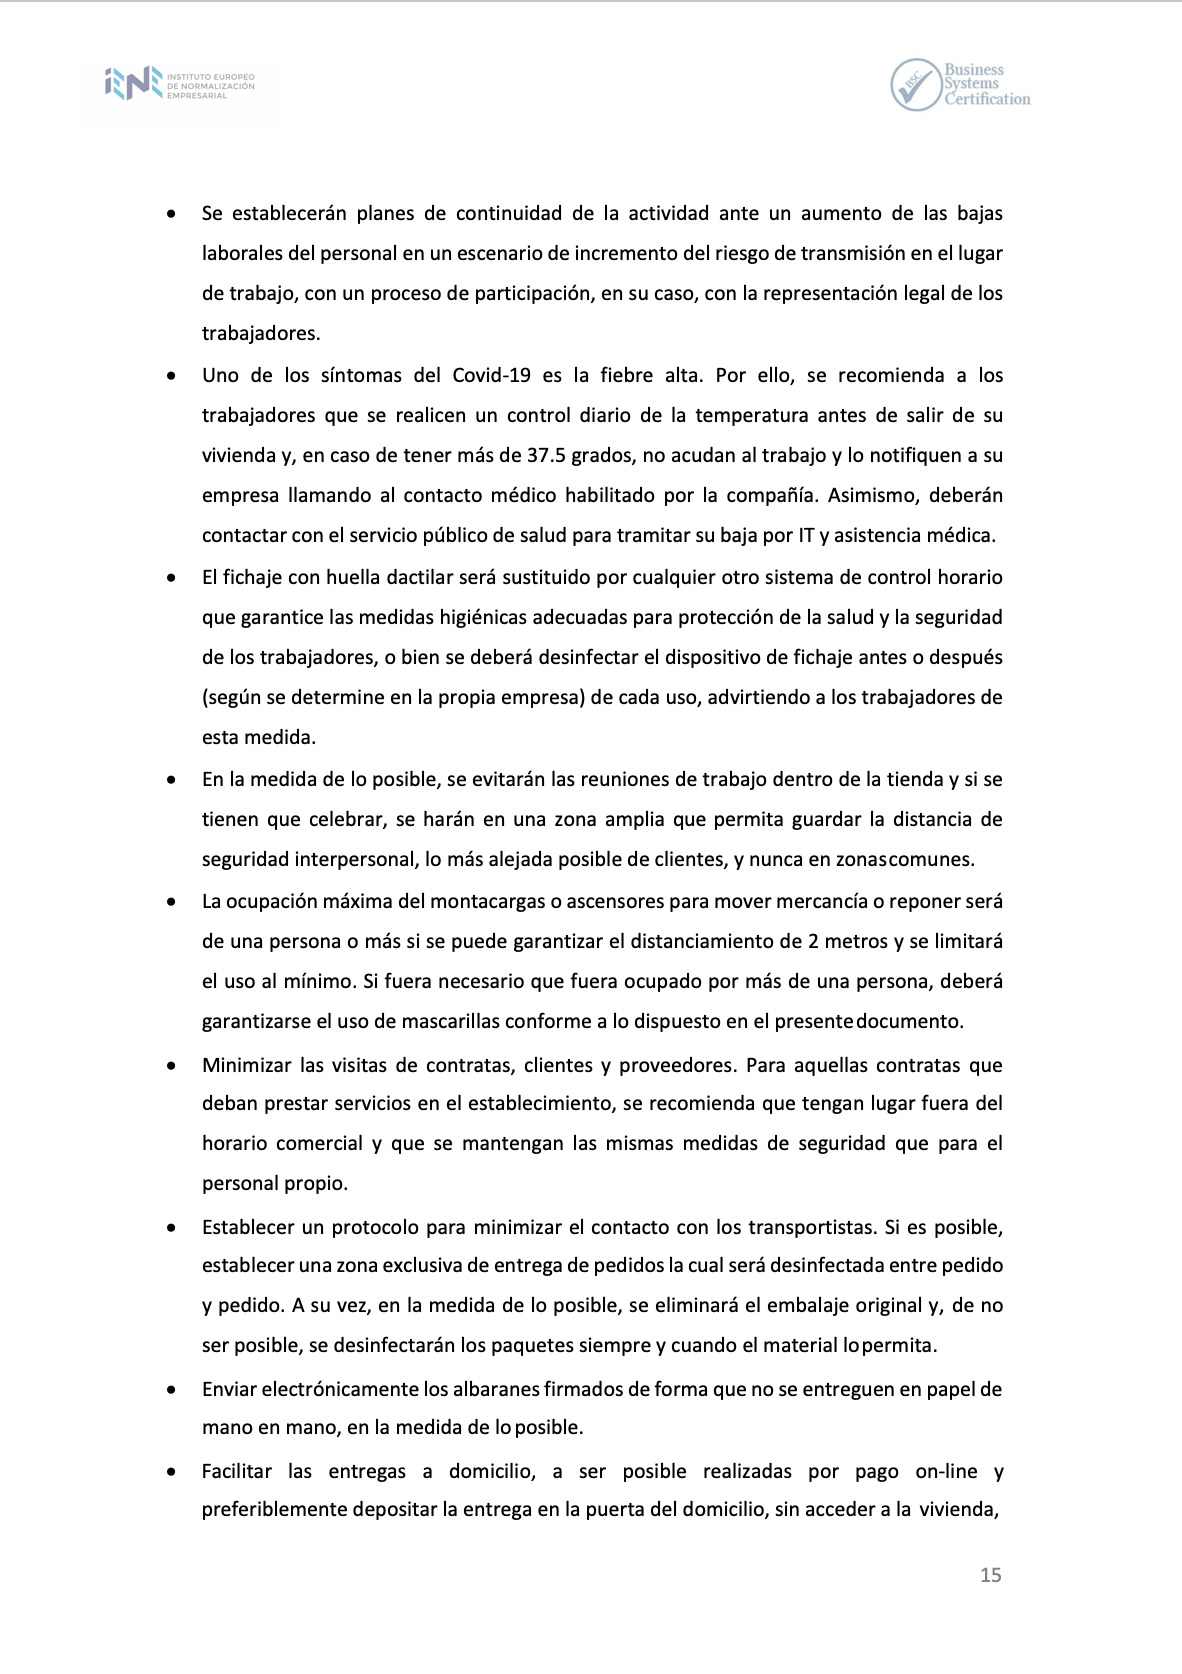 iENE INSTITUTO EUROPEO
DE NORMALIZACIÓN
EMPRESARIAL
BSC Business
Systems
Certification
• Se establecerán planes de continuidad de la actividad ante un aumento de las bajas
laborales del personal en un escenario de incremento del riesgo de transmisión en el lugar
de trabajo, con un proceso de participación, en su caso, con la representación legal de los
trabajadores.
• Uno de los síntomas del Covid-19 es la fiebre alta. Por ello, se recomienda a los
trabajadores que se realicen un control diario de la temperatura antes de salir de su
vivienda y, en caso de tener más de 37.5 grados, no acudan al trabajo y lo notifiquen a su
empresa llamando al contacto médico habilitado por la compañía. Asimismo, deberán
contactar con el servicio público de salud para tramitar su baja por IT y asistencia médica.
• El fichaje con huella dactilar será sustituido por cualquier otro sistema de control horario
que garantice las medidas higiénicas adecuadas para protección de la salud y la seguridad
de los trabajadores, o bien se deberá desinfectar el dispositivo de fichaje antes o después
(según se determine en la propia empresa) de cada uso, advirtiendo a los trabajadores de
esta medida.
• En la medida de lo posible, se evitarán las reuniones de trabajo dentro de la tienda y si se
tienen que celebrar, se harán en una zona amplia que permita guardar la distancia de
seguridad interpersonal, lo más alejada posible de clientes, y nunca en zonascomunes.
• La ocupación máxima del montacargas o ascensores para mover mercancía o reponer será
de una persona o más si se puede garantizar el distanciamiento de 2 metros y se limitará
el uso al mínimo. Si fuera necesario que fuera ocupado por más de una persona, deberá
garantizarse el uso de mascarillas conforme a lo dispuesto en el presentedocumento.
• Minimizar las visitas de contratas, clientes y proveedores. Para aquellas contratas que
deban prestar servicios en el establecimiento, se recomienda que tengan lugar fuera del
horario comercial y que se mantengan las mismas medidas de seguridad que para el
personal propio.
• Establecer un protocolo para minimizar el contacto con los transportistas. Si es posible,
establecer una zona exclusiva de entrega de pedidos la cual será desinfectada entre pedido
y pedido. A su vez, en la medida de lo posible, se eliminará el embalaje original y, de no
ser posible, se desinfectarán los paquetes siempre y cuando el material lopermita.
• Enviar electrónicamente los albaranes firmados de forma que no se entreguen en papel de
mano en mano, en la medida de lo posible.
• Facilitar las entregas a domicilio, a ser posible realizadas por pago on-line y
preferiblemente depositar la entrega en la puerta del domicilio, sin acceder a la vivienda,
15